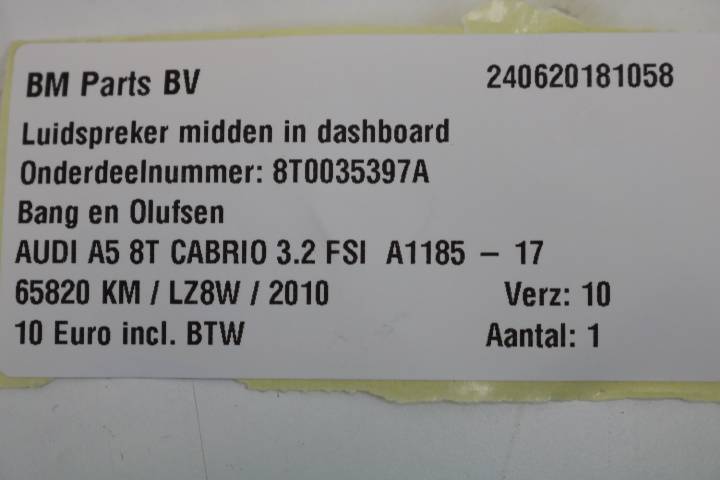 BM Parts BV 240620181058
Luidspreker midden in dashboard
Onderdeelnummer: 8T0035397A
Bang en Olufsen
AUDI A5 8T CABRIO 3.2 FSI A1185 – 17
65820 KM / LZ8W / 2010 Verz: 10
10 Euro incl. BTW Aantal: 1